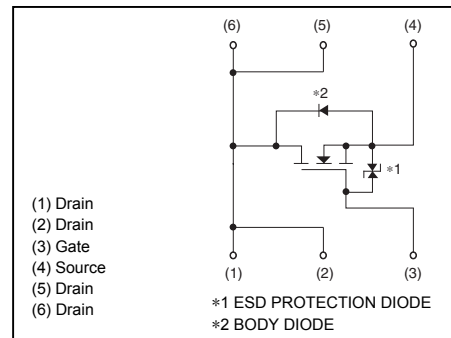 (6) (5) (4)
∗2
∗1
(1) Drain
(2) Drain
(3) Gate
(4) Source
(5) Drain
(6) Drain
(1) (2) (3)
∗1 ESD PROTECTION DIODE
∗2 BODY DIODE